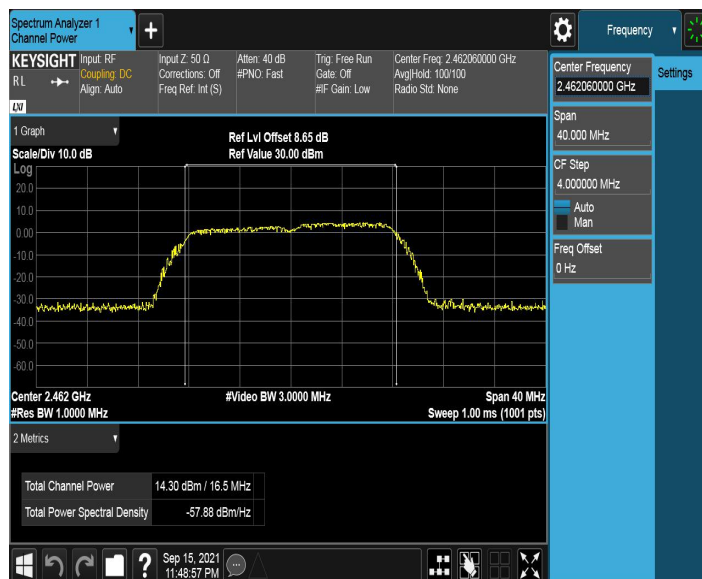 Spectrum Analyzer 1
Channel Power
+
Frequency
KEYSIGHT
RL
LXI
Input: RF
Coupling: DC
Align: Auto
Input Z: 50 Ω
Corrections: Off
Freq Ref: Int (S)
Atten: 40 dB
#PNO: Fast
Trig: Free Run
Gate: Off
#IF Gain: Low
Center Freq: 2.462060000 GHz
Avg|Hold: 100/100
Radio Std: None
Center Frequency
2.462060000 GHz
Settings
Span
40.000 MHz
CF Step
4.000000 MHz
Auto
Man
Freq Offset
0 Hz
1 Graph
Scale/Div 10.0 dB
Ref Lvl Offset 8.65 dB
Ref Value 30.00 dBm
Log
20.0
10.0
0.00
-10.0
-20.0
-30.0
-40.0
-50.0
-60.0
Center 2.462 GHz
#Video BW 3.0000 MHz
Span 40 MHz
#Res BW 1.0000 MHz
Sweep 1.00 ms (1001 pts)
2 Metrics
Total Channel Power 14.30 dBm / 16.5 MHz
Total Power Spectral Density -57.88 dBm/Hz
?
Sep 15, 2021
11:48:57 PM